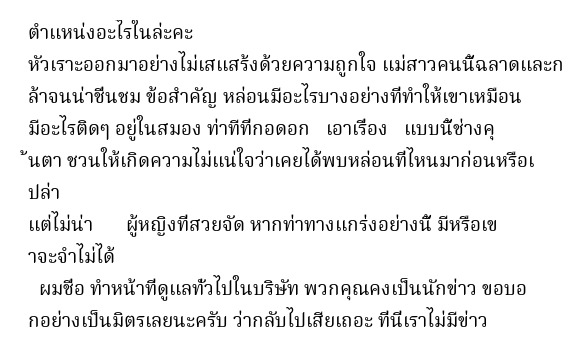 ตำแหน่งอะไรในล่ะคะ
หัวเราะออกมาอย่างไม่เสแสร้งด้วยความถูกใจ แม่สาวคนนี้ฉลาดและก
ล้าจนน่าชื่นชม ข้อสำคัญ หล่อนมีอะไรบางอย่างที่ทำให้เขาเหมือน
มีอะไรติดๆ อยู่ในสมอง ท่าทีที่กอดอก เอาเรื่อง แบบนี้ช่างคุ
้นตา ชวนให้เกิดความไม่แน่ใจว่าเคยได้พบหล่อนที่ไหนมาก่อนหรือเ
ปล่า
แต่ไม่น่า ผู้หญิงที่สวยจัด หากท่าทางแกร่งอย่างนี้ มีหรือเข
าจะจำไม่ได้
ผมชื่อ ทำหน้าที่ดูแลทั่วไปในบริษัท พวกคุณคงเป็นนักข่าว ขอบอ
กอย่างเป็นมิตรเลยนะครับ ว่ากลับไปเสียเถอะ ที่นี่เราไม่มีข่าว